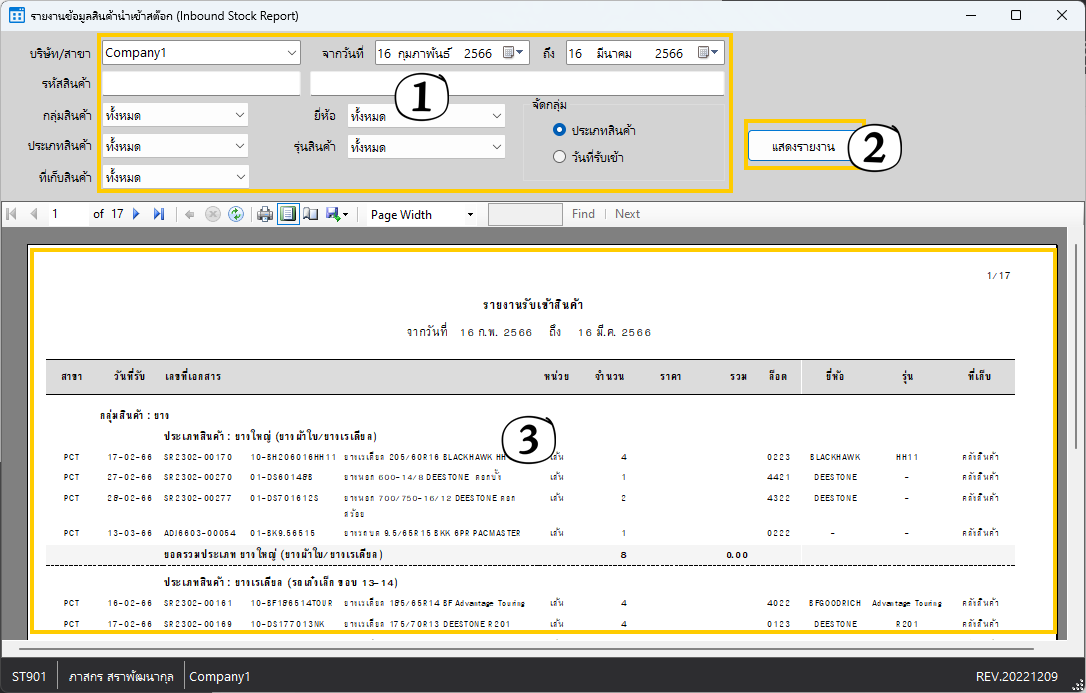 รายงานข้อมูลสินค้านำเข้าสต๊อก (Inbound Stock Report)
บริษัท/สาขา Company1 จากวันที่ 16 กุมภาพันธ์ 2566 ถึง 16 มีนาคม 2566
รหัสสินค้า
1
กลุ่มสินค้า ทั้งหมด ยี่ห้อ ทั้งหมด จัดกลุ่ม
ประเภทสินค้า
ประเภทสินค้า ทั้งหมด รุ่นสินค้า ทั้งหมด แสดงรายงาน 2
วันที่รับเข้า
ที่เก็บสินค้า ทั้งหมด
1 of 17 Page Width Find Next
1/17
รายงานรับเข้าสินค้า
จากวันที่ 16 ก.พ. 2566 ถึง 16 มี.ค. 2566
สาขา วันที่รับ เลขที่เอกสาร หน่วย จำนวน ราคา รวม ล็อต ยี่ห้อ รุ่น ที่เก็บ
กลุ่มสินค้า : ยาง
ประเภทสินค้า : ยางใหญ่ (ยางผ้าใบ/ยางเรเดียล)
3
PCT 17-02-66 SR2302-00170 10-BH206016HH11 ยางเรเดียล 205/60R16 BLACKHAWK เส้น 4 0223 BLACKHAWK HH11 คลังสินค้า
PCT 27-02-66 SR2302-00270 01-DS60148B ยางนอก 600-14/8 DEESTONE ดอกบั้ง เส้น 1 4421 DEESTONE - คลังสินค้า
PCT 28-02-66 SR2302-00277 01-DS701612S ยางนอก 700/750-16/12 DEESTONE ดอก เส้น 2 4322 DEESTONE - คลังสินค้า
สร้อย
PCT 13-03-66 ADJ6603-00054 01-BK9.56515 ยางรถบด 9.5/65R15 BKK 6PR PACMASTER เส้น 1 0222 - - คลังสินค้า
ยอดรวมประเภท ยางใหญ่ (ยางผ้าใบ/ยางเรเดียล) 8 0.00
ประเภทสินค้า : ยางเรเดียล (รถเก๋งเล็ก ขอบ 13-14)
PCT 16-02-66 SR2302-00161 10-BF186514TOUR ยางเรเดียล 185/65R14 BF Advantage Touring เส้น 4 4022 BFGOODRICH Advantage Touring คลังสินค้า
PCT 17-02-66 SR2302-00169 10-DS177013NK ยางเรเดียล 175/70R13 DEESTONE R201 เส้น 4 0123 DEESTONE R201 คลังสินค้า
ST901 ภาสกร สราพัฒนากุล Company1 REV.20221209